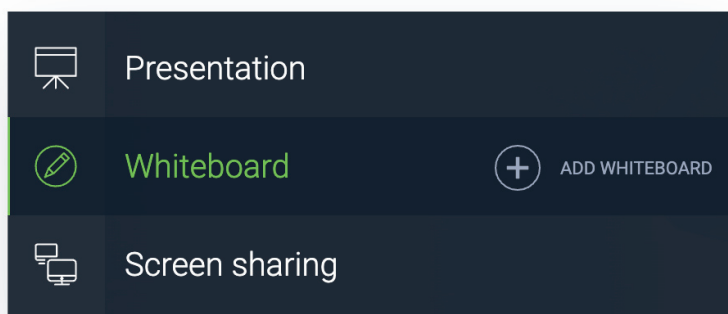 Presentation
Whiteboard
ADD WHITEBOARD
Screen sharing